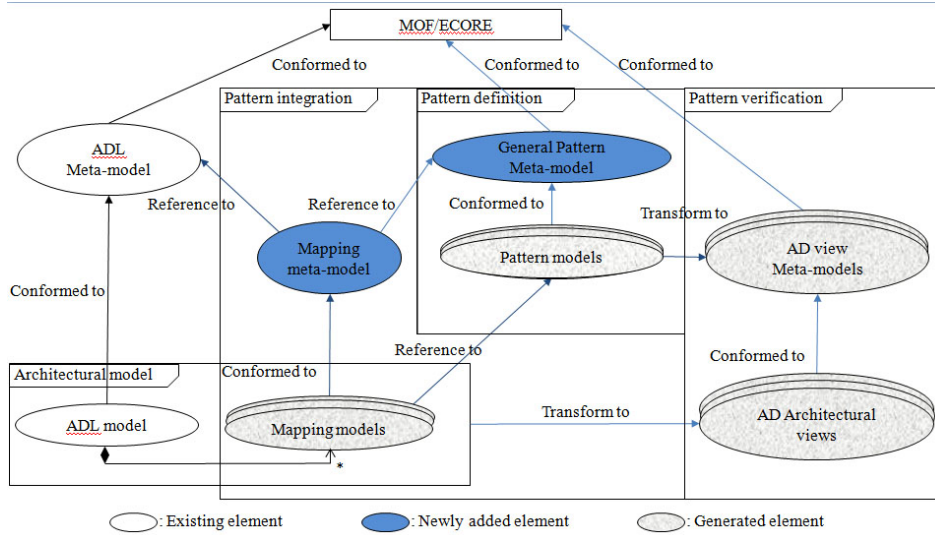 MOF/ECORE
Conformed to
Conformed to
Conformed to
Pattern integration
Pattern definition
Pattern verification
ADL
Meta-model
General Pattern
Meta-model
Reference to
Reference to
Conformed to
Transform to
Mapping
meta-model
Pattern models
AD view
Meta-models
Conformed to
Reference to
Conformed to
Architectural model
Conformed to
ADL model
Mapping models
Transform to
AD Architectural
views
*
: Existing element
: Newly added element
: Generated element